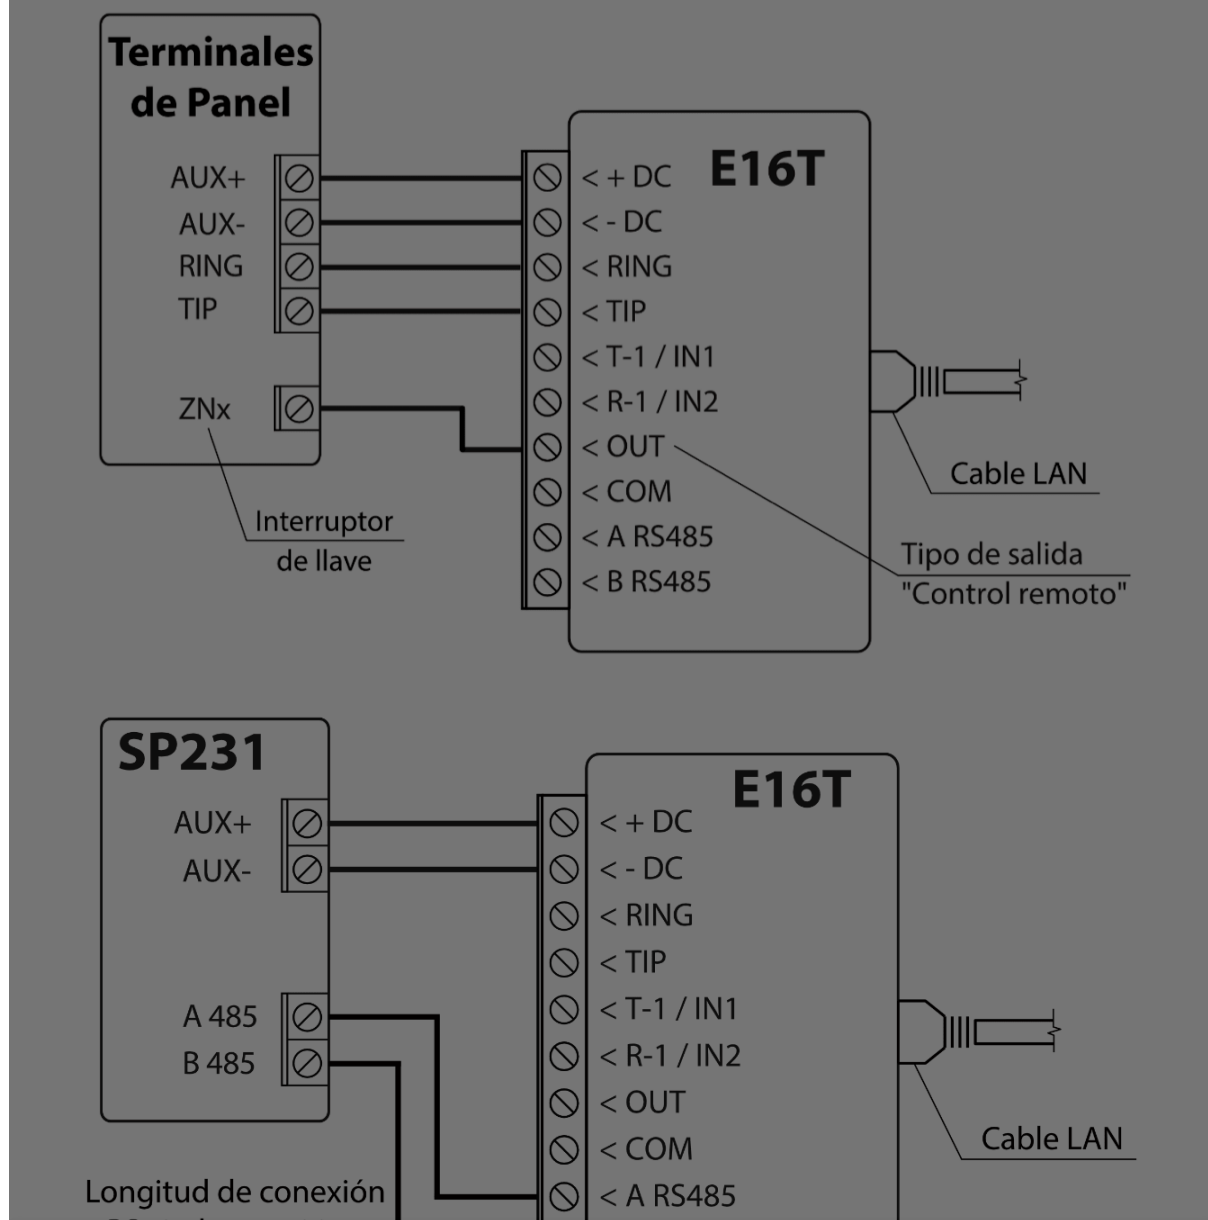 Terminales
de Panel
AUX+
AUX-
RING
TIP
ZNx
Interruptor
de llave
E16T
< + DC
< - DC
< RING
< TIP
< T-1 / IN1
< R-1 / IN2
< OUT
< COM
< A RS485
< B RS485
Cable LAN
Tipo de salida
"Control remoto"
SP231
AUX+
AUX-
A 485
B 485
Longitud de conexión
E16T
< + DC
< - DC
< RING
< TIP
< T-1 / IN1
< R-1 / IN2
< OUT
< COM
< A RS485
Cable LAN